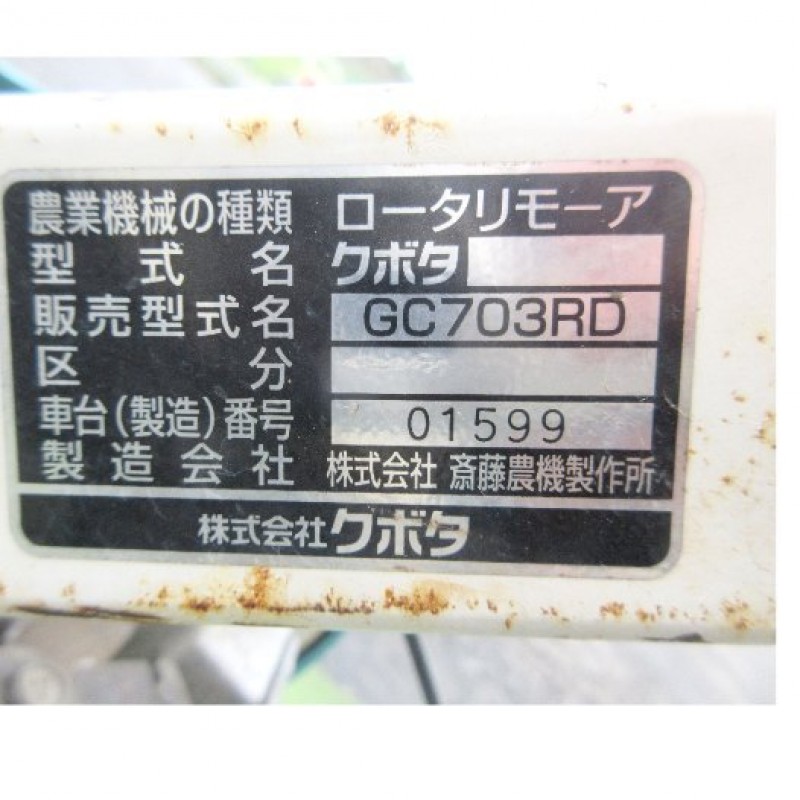 農業機械の種類 ロータリモーア
型式名 クボタ
販売型式名 GC703RD
区分
車台(製造)番号 01599
製造会社 株式会社 斎藤農機製作所
株式会社クボタ